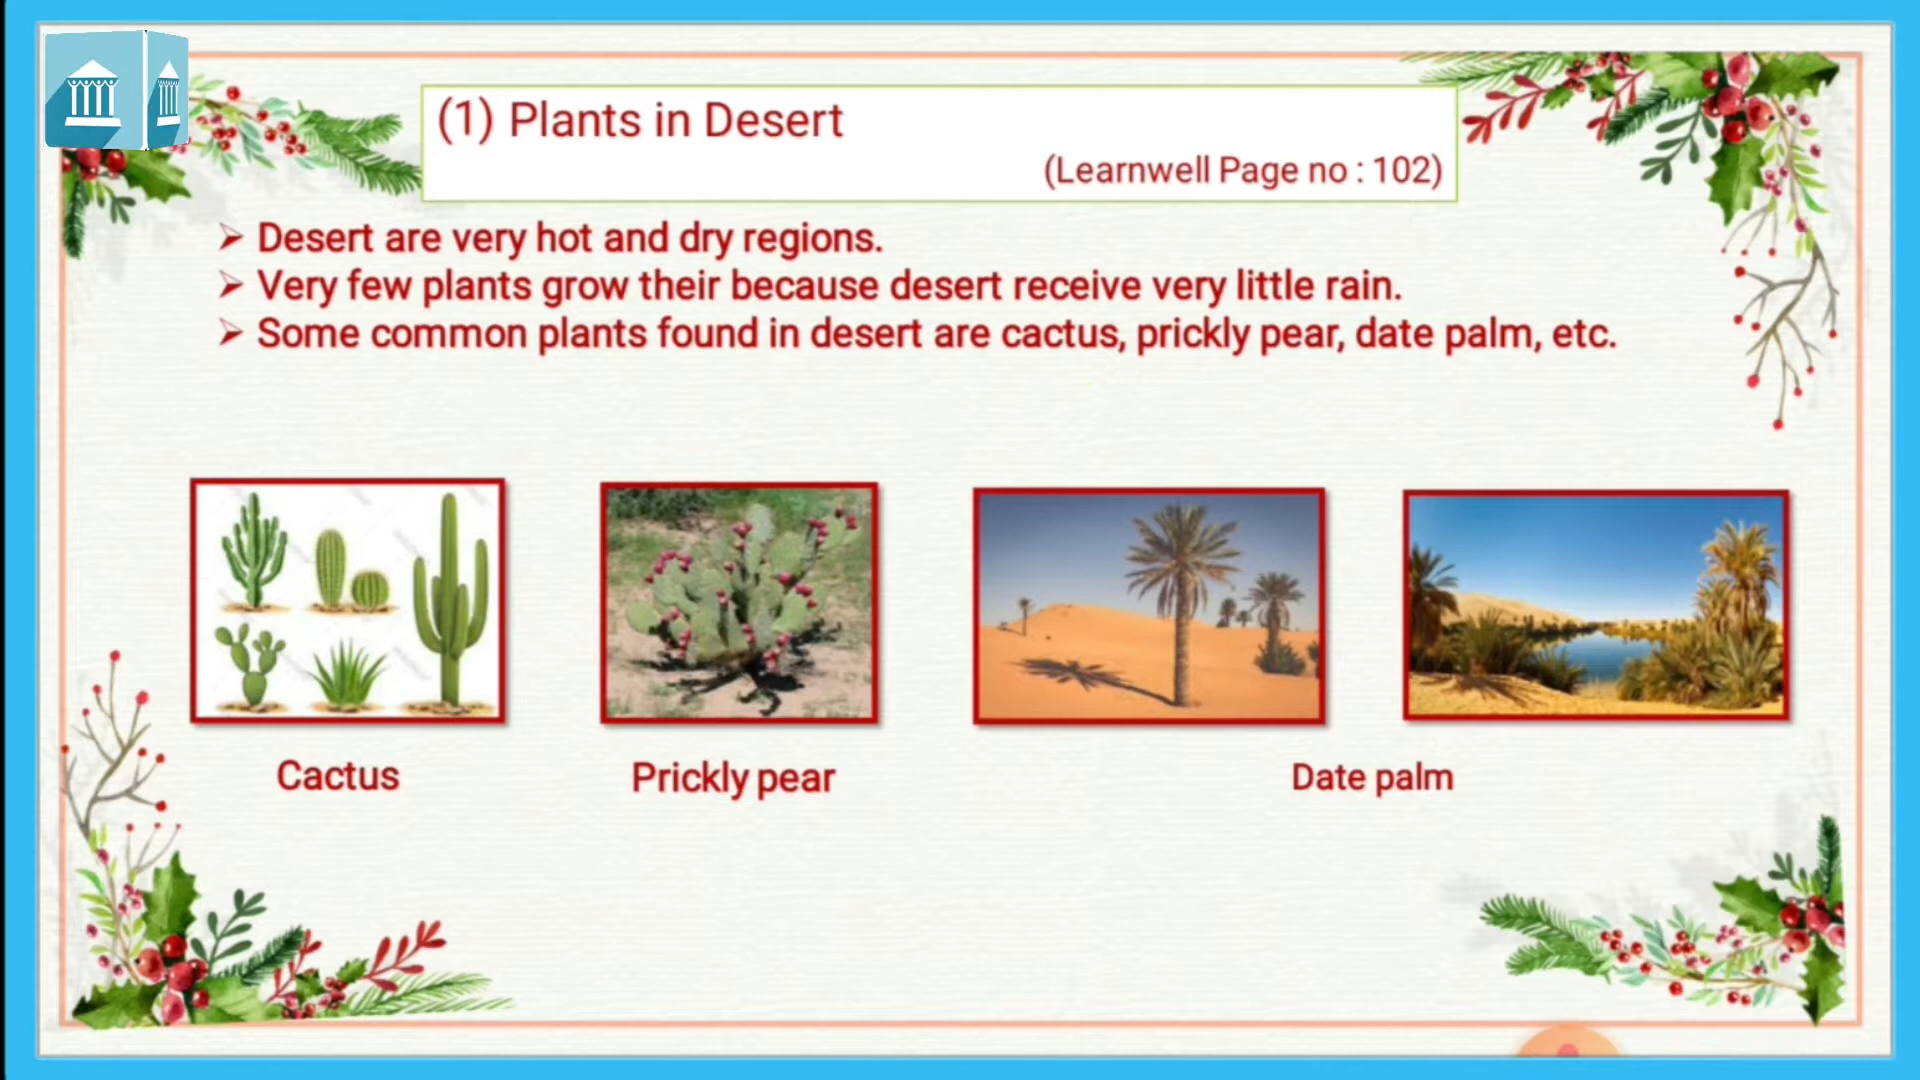 (1) Plants in Desert
(Learnwell Page no : 102)
➢ Desert are very hot and dry regions.
➢ Very few plants grow their because desert receive very little rain.
➢ Some common plants found in desert are cactus, prickly pear, date palm, etc.
Cactus
Prickly pear
Date palm